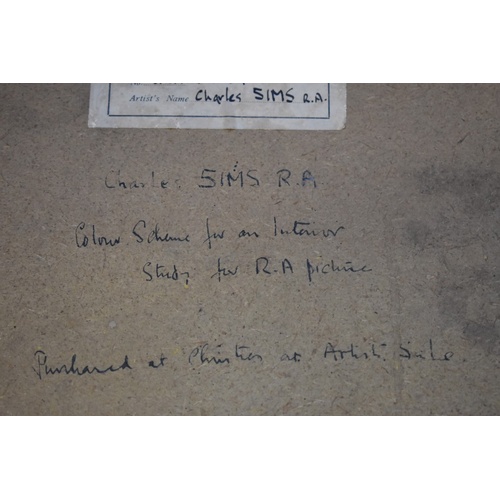 Artist's Name Charles SIMS R.A.
Charles SIMS R.A.
Colour Scheme for an Interior
Study for R.A picture
Purchased at Christies at Artists Sale